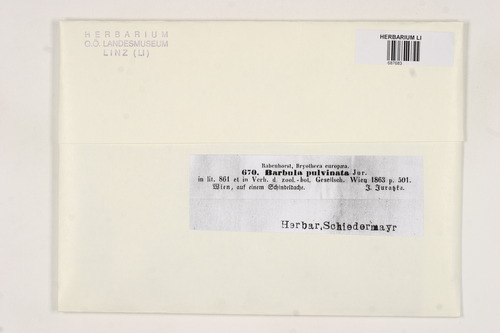 HERBARIUM
O.Ö. LANDESMUSEUM
LINZ (LI)
HERBARIUM LI
Rabenhorst, Bryotheca europaea.
670. Barbula pulvinata Jur.
in lit. 861 et in Verh. d. zool.-bot. Gesellsch. Wien 1863 p. 501.
Wien, auf einem Schindeldache. J. Juratzka.
Herbar,Schiedermayr